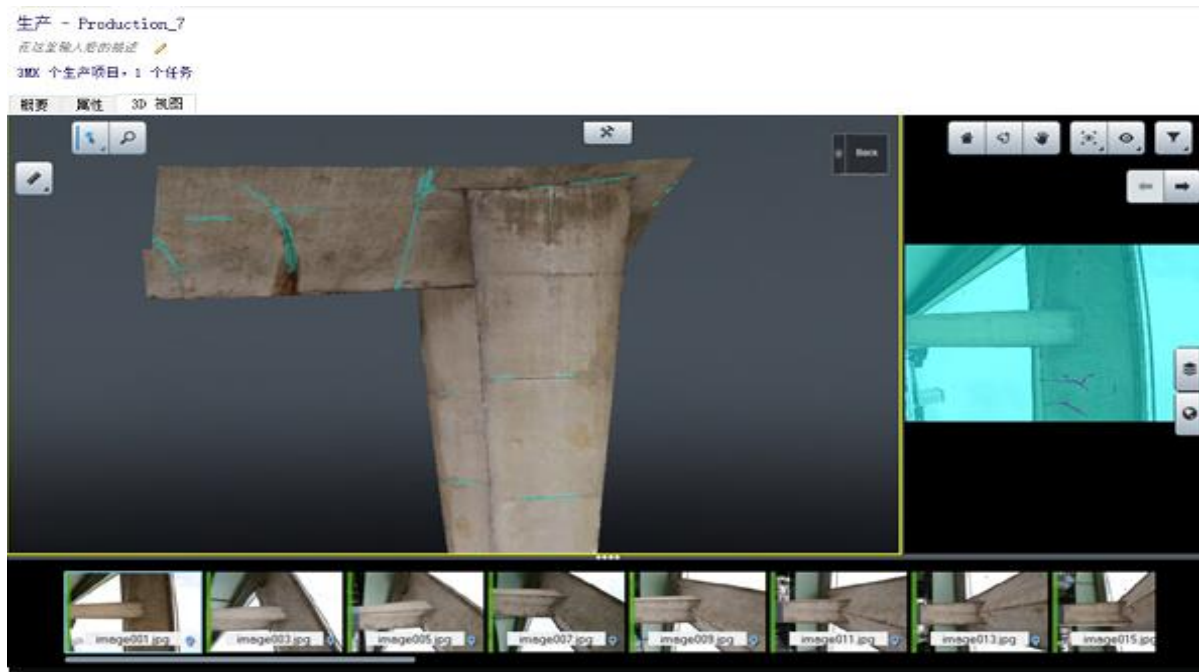 生产 - Production_7
在这里输入您的描述
3MX 个生产项目，1 个任务
概要 属性 3D 视图
Back
image001.jpg image003.jpg image005.jpg image007.jpg image009.jpg image011.jpg image013.jpg image015.jpg